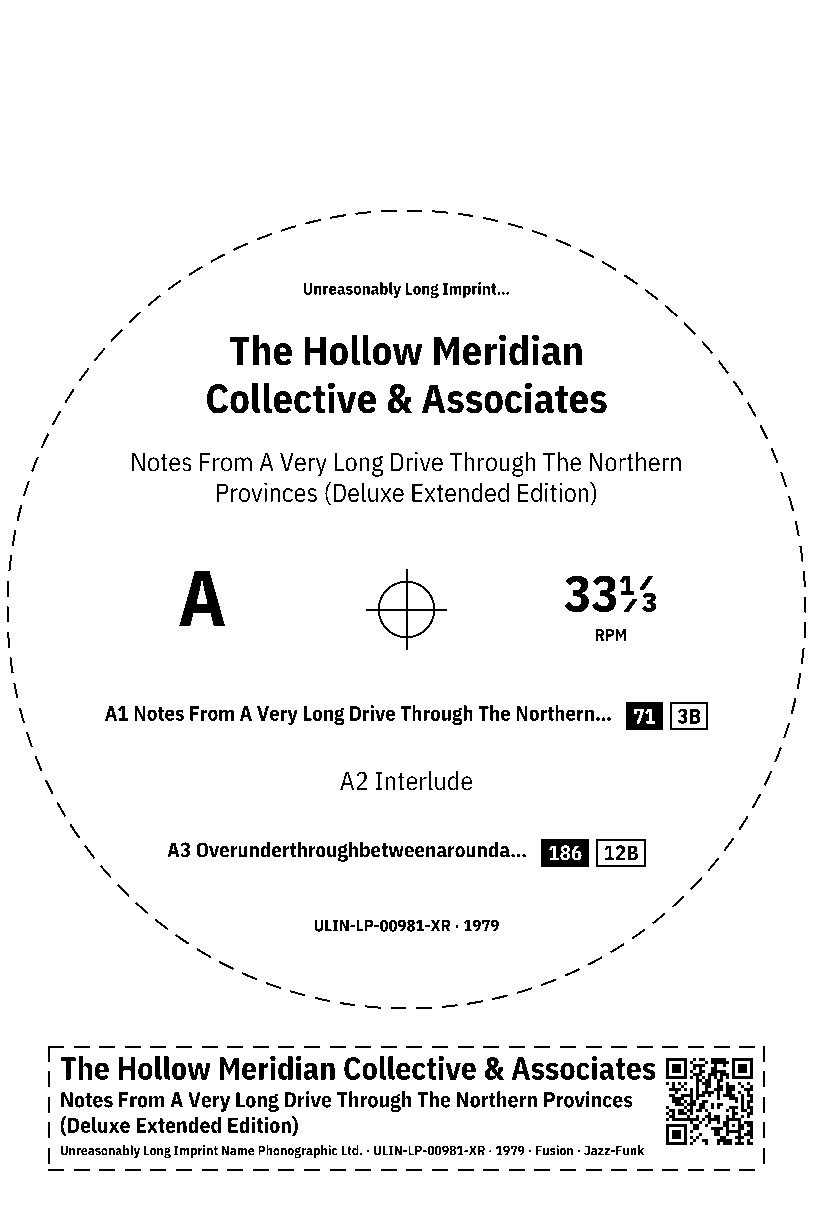 Unreasonably Long Imprint...
The Hollow Meridian
Collective & Associates
Notes From A Very Long Drive Through The Northern
Provinces (Deluxe Extended Edition)
A
33⅓
RPM
A1 Notes From A Very Long Drive Through The Northern... 71 3B
A2 Interlude
A3 Overunderthroughbetweenarounda... 186 12B
ULIN-LP-00981-XR · 1979
The Hollow Meridian Collective & Associates
Notes From A Very Long Drive Through The Northern Provinces
(Deluxe Extended Edition)
Unreasonably Long Imprint Name Phonographic Ltd. · ULIN-LP-00981-XR · 1979 · Fusion · Jazz-Funk